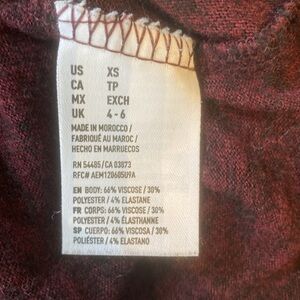 US XS
CA TP
MX EXCH
UK 4 - 6
MADE IN MOROCCO /
FABRIQUÉ AU MAROC /
HECHO EN MARRUECOS
RN 54485 / CA 03873
RFC# AEM120605U9A
EN BODY: 66% VISCOSE / 30%
POLYESTER / 4% ELASTANE
FR CORPS: 66% VISCOSE / 30%
POLYESTER / 4% ÉLASTHANNE
SP CUERPO: 66% VISCOSA / 30%
POLIÉSTER / 4% ELASTANO